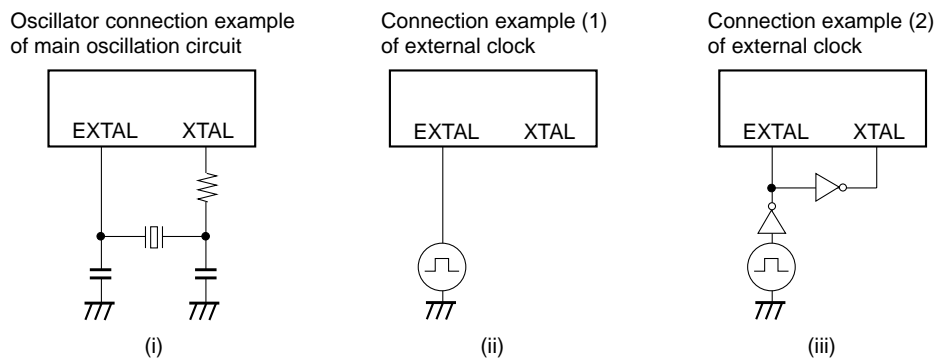 Oscillator connection example
of main oscillation circuit
Connection example (1)
of external clock
Connection example (2)
of external clock
EXTAL XTAL
EXTAL XTAL
EXTAL XTAL
(i)
(ii)
(iii)